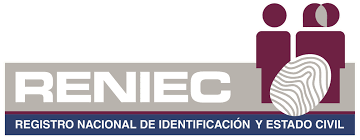 RENIEC
REGISTRO NACIONAL DE IDENTIFICACIÓN Y ESTADO CIVIL